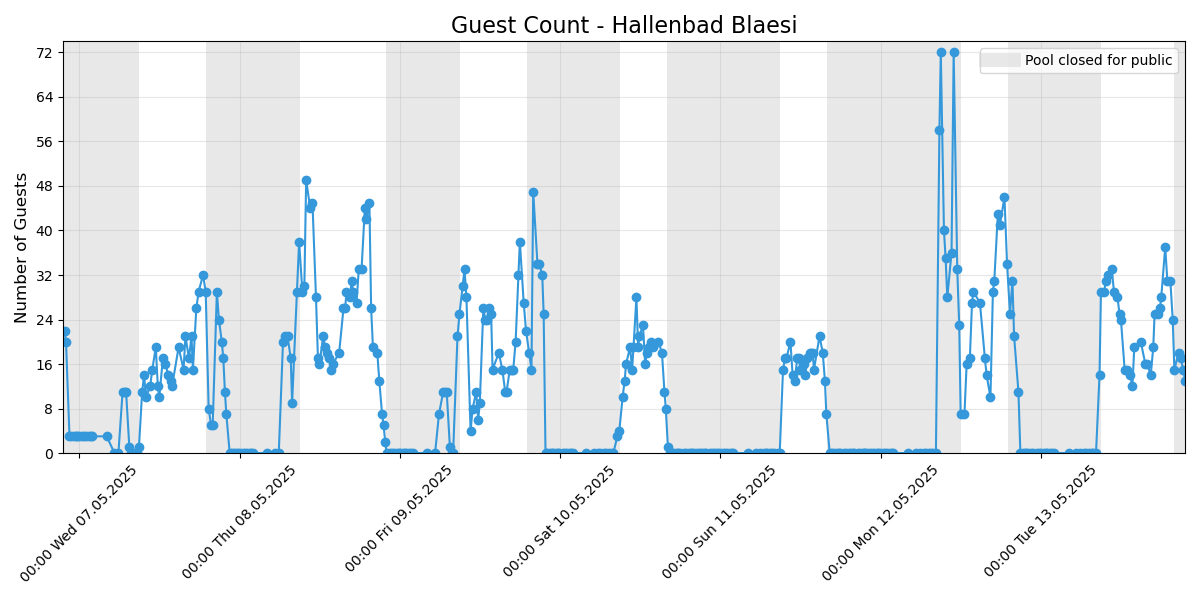 Guest Count - Hallenbad Blaesi
Pool closed for public
Number of Guests
72
64
56
48
40
32
24
16
8
0
00:00 Wed 07.05.2025
00:00 Thu 08.05.2025
00:00 Fri 09.05.2025
00:00 Sat 10.05.2025
00:00 Sun 11.05.2025
00:00 Mon 12.05.2025
00:00 Tue 13.05.2025